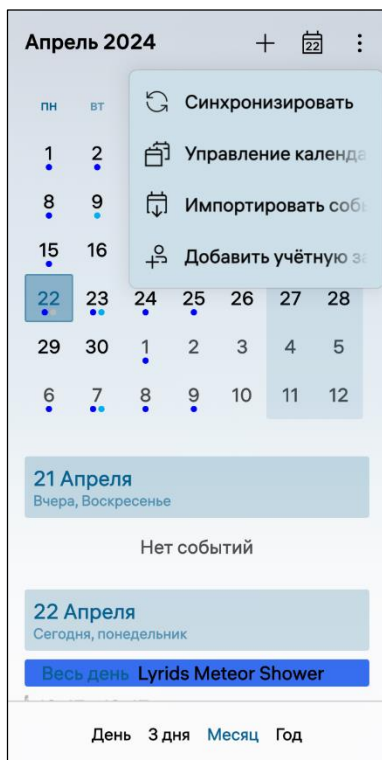 Апрель 2024
22
пн вт
Синхронизировать
1 2
Управление календа
8 9
Импортировать собы
15 16
Добавить учётную за
22 23 24 25 26 27 28
29 30 1 2 3 4 5
6 7 8 9 10 11 12
21 Апреля
Вчера, Воскресенье
Нет событий
22 Апреля
Сегодня, понедельник
Весь день Lyrids Meteor Shower
День 3 дня Месяц Год